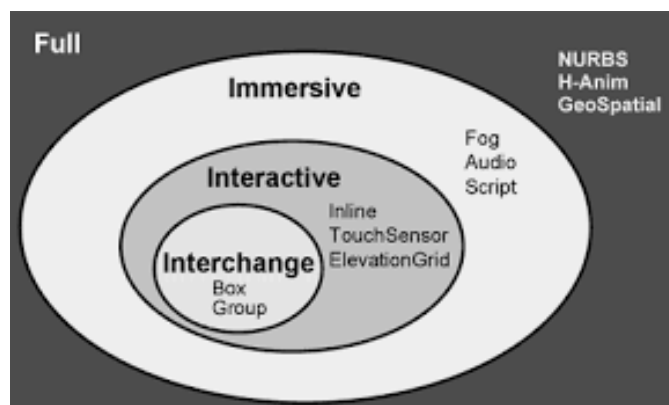 Full
NURBS
H-Anim
GeoSpatial
Immersive
Fog
Audio
Script
Interactive
Inline
TouchSensor
ElevationGrid
Interchange
Box
Group